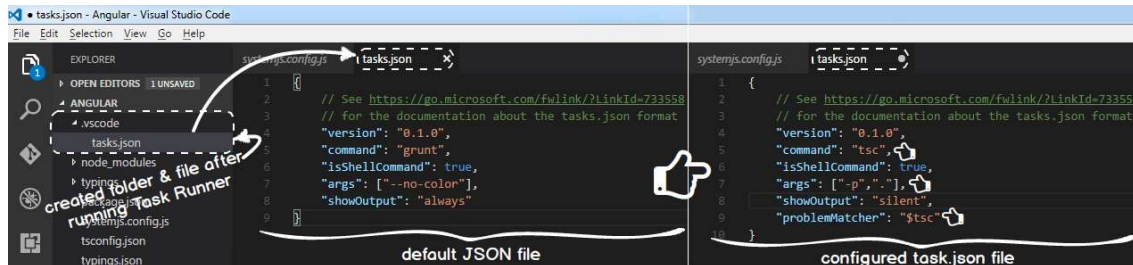 • tasks.json - Angular - Visual Studio Code
File Edit Selection View Go Help
EXPLORER
OPEN EDITORS 1 UNSAVED
ANGULAR
.vscode
tasks.json
node_modules
typings
package.json
systemjs.config.js
tsconfig.json
typings.json
1
created folder & file after
running Task Runner
systemjs.config.js tasks.json
1 {
2 // See https://go.microsoft.com/fwlink/?LinkId=733558
3 // for the documentation about the tasks.json format
4 "version": "0.1.0",
5 "command": "grunt",
6 "isShellCommand": true,
7 "args": ["--no-color"],
8 "showOutput": "always"
9 }
default JSON file
systemjs.config.js tasks.json
1 {
2 // See https://go.microsoft.com/fwlink/?LinkId=73355
3 // for the documentation about the tasks.json format
4 "version": "0.1.0",
5 "command": "tsc",
6 "isShellCommand": true,
7 "args": ["-p","."],
8 "showOutput": "silent",
9 "problemMatcher": "$tsc"
10 }
configured task.json file